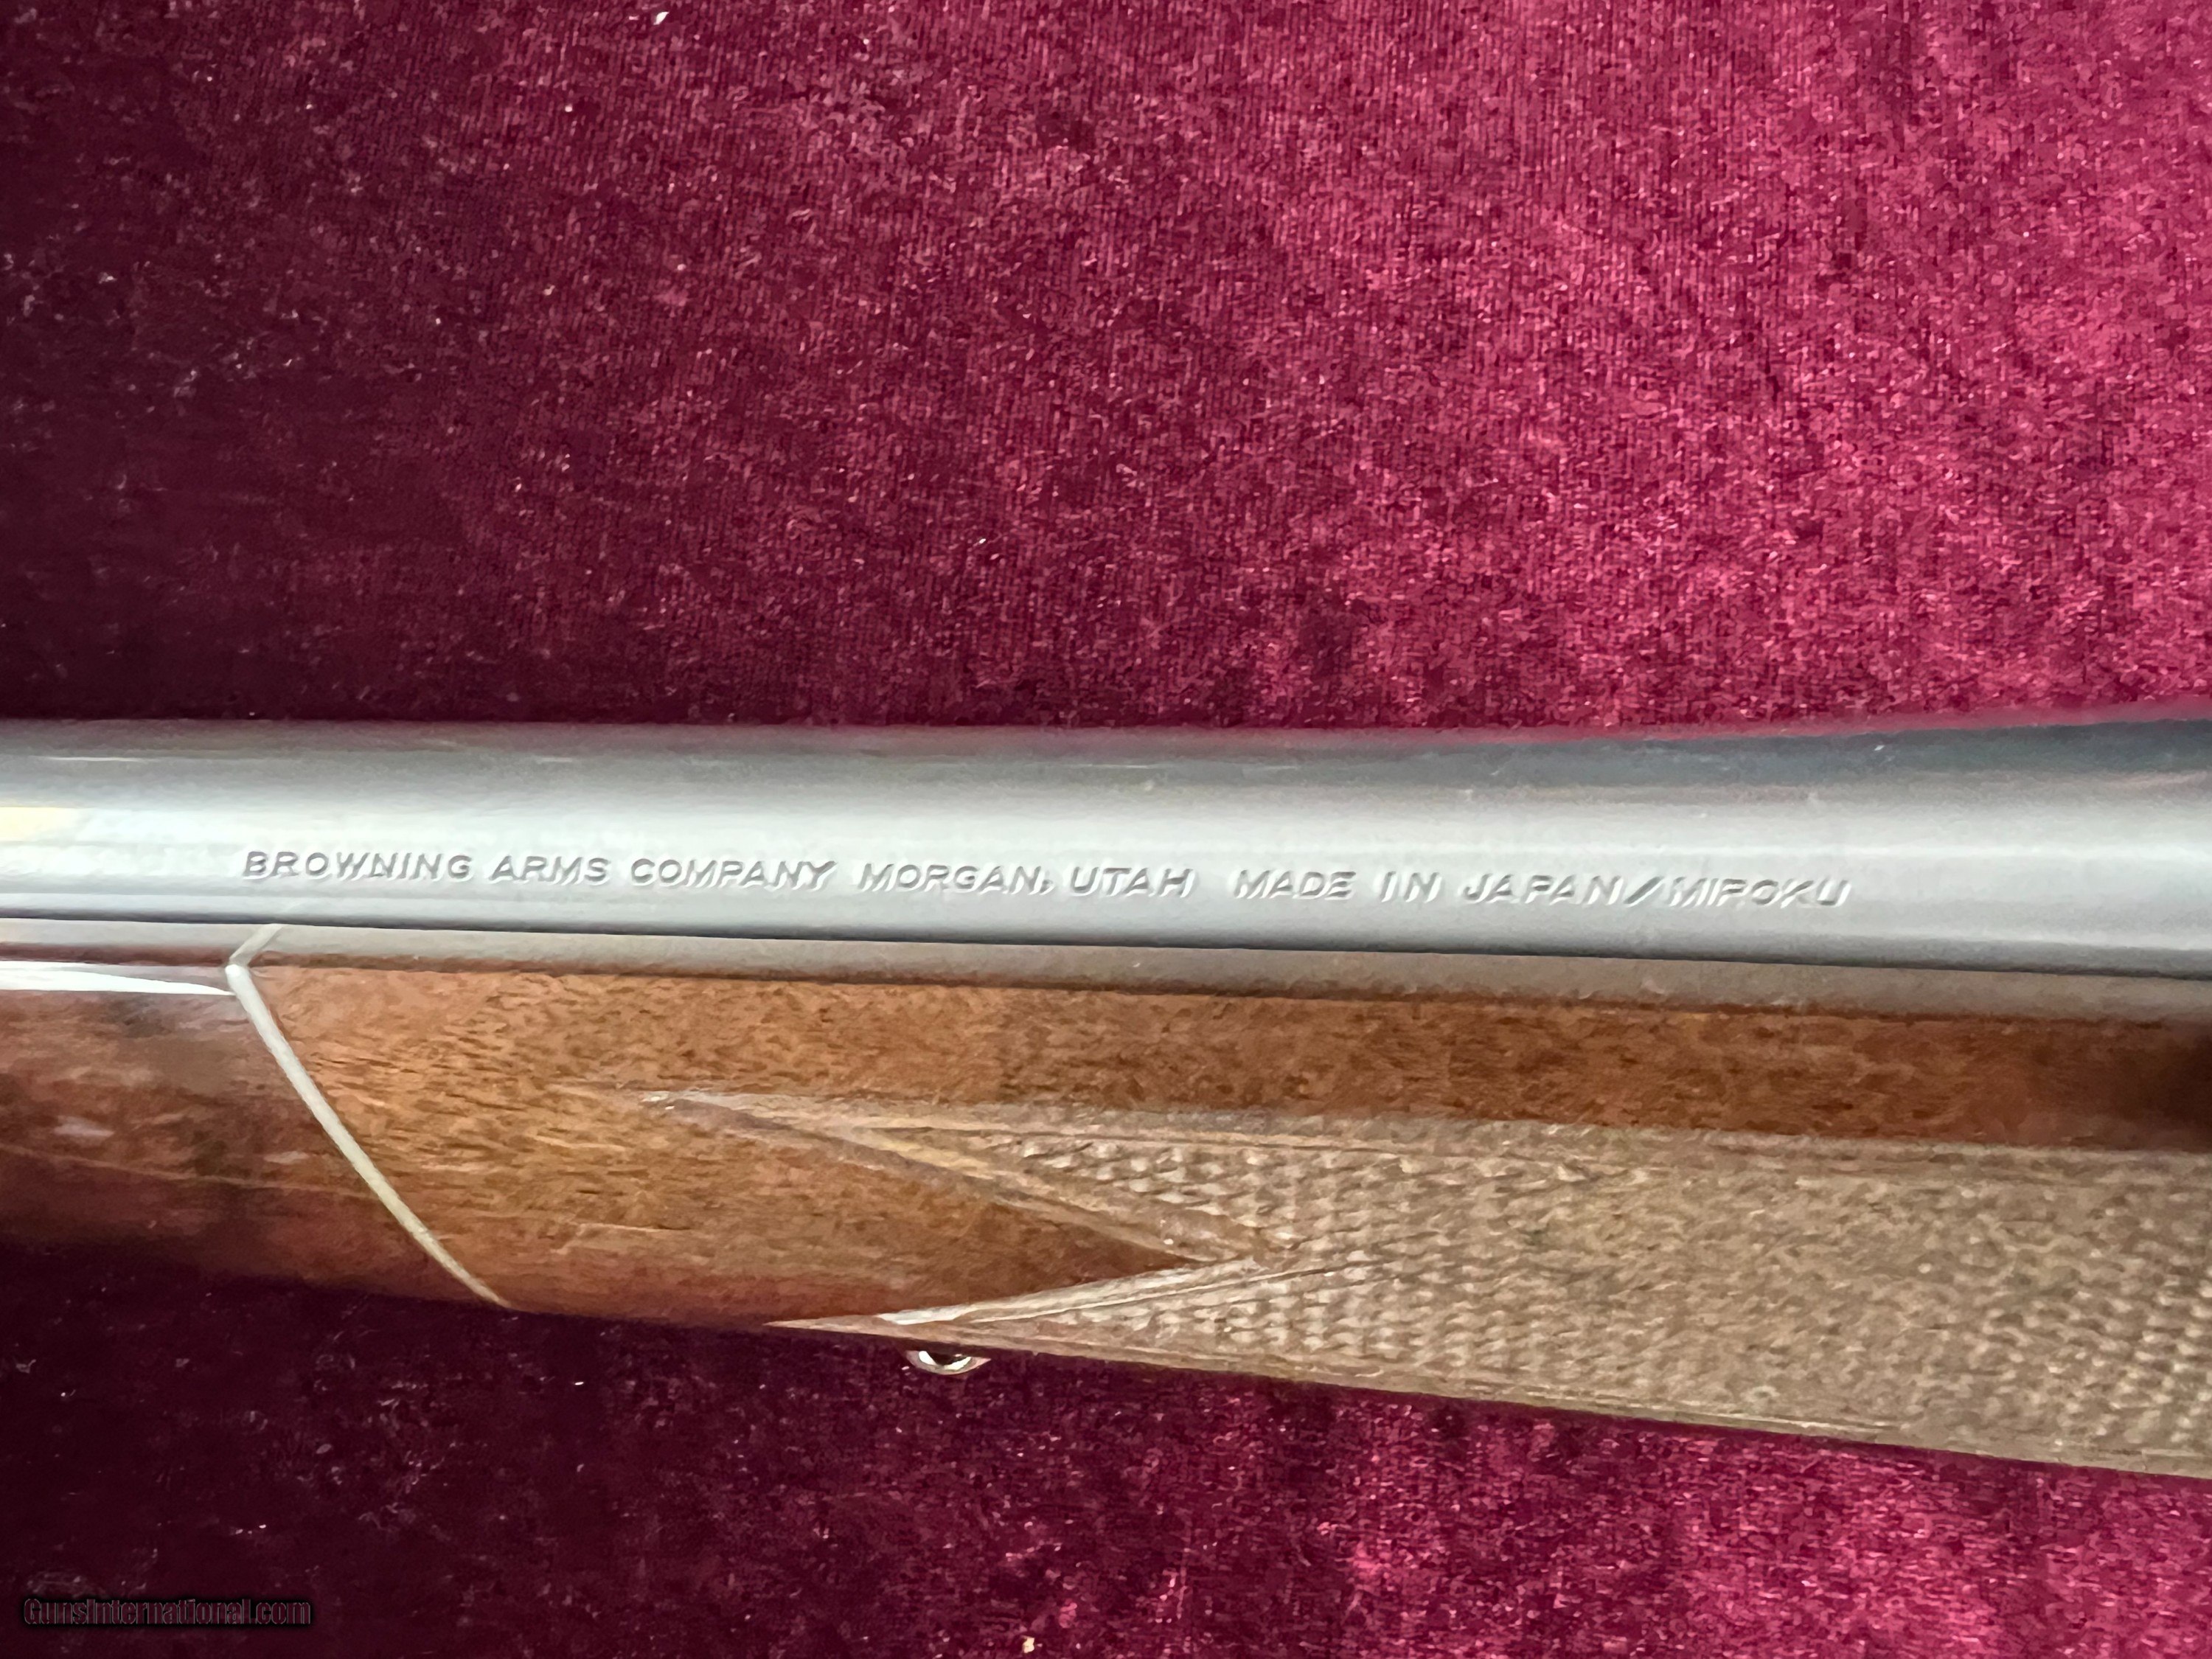 BROWNING ARMS COMPANY MORGAN, UTAH MADE IN JAPAN/MIROKU
GunsInternational.com